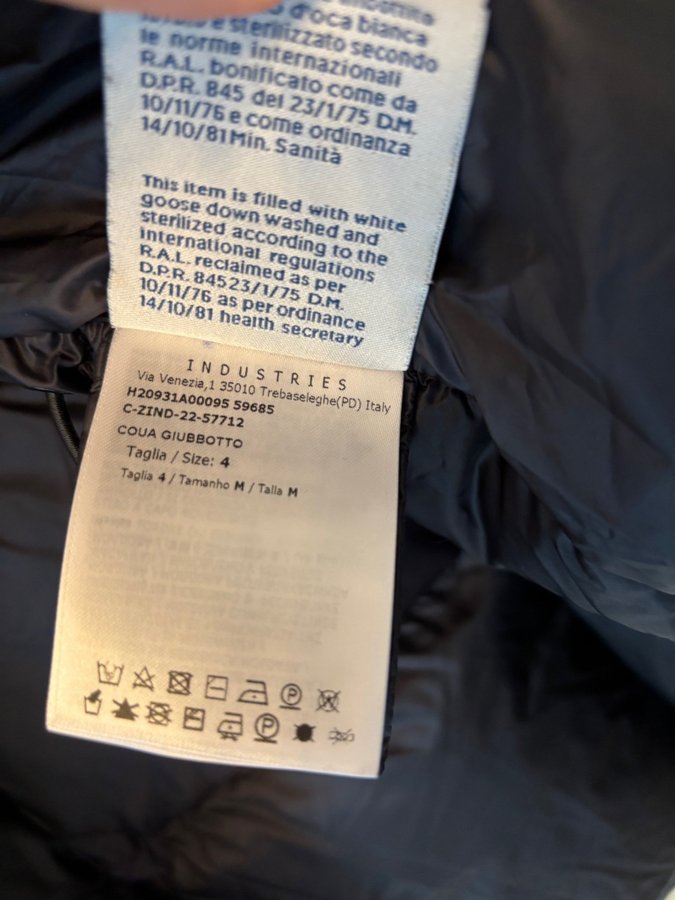 d'oca bianca
e sterilizzato secondo
le norme internazionali
R.A.L. bonificato come da
D.P.R. 845 del 23/1/75 D.M.
10/11/76 e come ordinanza
14/10/81 Min. Sanità
This item is filled with white
goose down washed and
sterilized according to the
international regulations
R.A.L. reclaimed as per
D.P.R. 84523/1/75 D.M.
10/11/76 as per ordinance
14/10/81 health secretary
INDUSTRIES
Via Venezia,1 35010 Trebaseleghe(PD) Italy
H20931A00095 59685
C-ZIND-22-57712
COUA GIUBBOTTO
Taglia / Size: 4
Taglia 4 / Tamanho M / Talla M